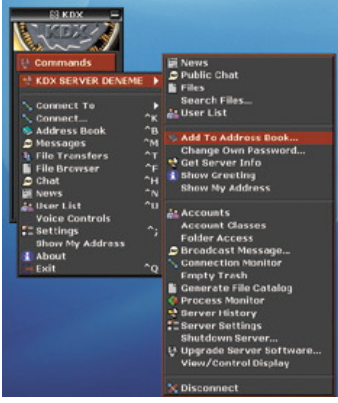 KDX
KDX
Commands
KDX SERVER DENEME
Connect To
Connect... ^K
Address Book ^B
Messages ^M
File Transfers ^T
File Browser ^F
Chat ^H
News ^N
User List ^U
Voice Controls
Settings ^;
Show My Address
About
Exit ^Q
News
Public Chat
Files
Search Files...
User List
Add To Address Book...
Change Own Password...
Get Server Info
Show Greeting
Show My Address
Accounts
Account Classes
Folder Access
Broadcast Message...
Connection Monitor
Empty Trash
Generate File Catalog
Process Monitor
Server History
Server Settings
Shutdown Server...
Upgrade Server Software...
View/Control Display
Disconnect